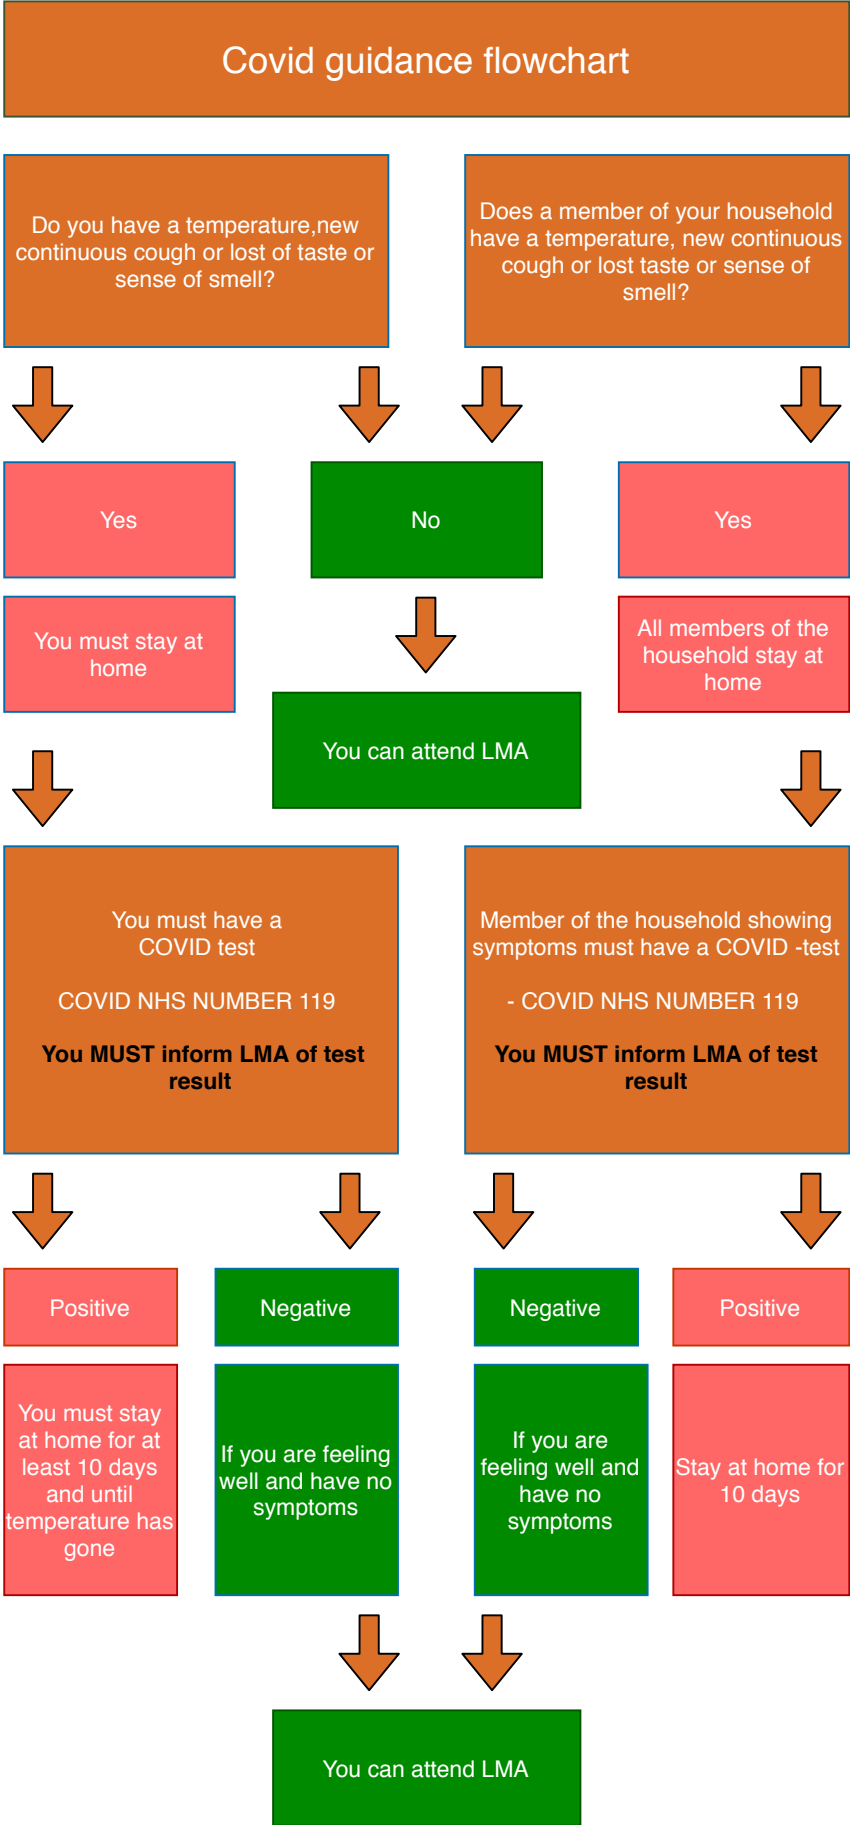 Covid guidance flowchart
Do you have a temperature,new
continuous cough or lost of taste or
sense of smell?
Does a member of your household
have a temperature, new continuous
cough or lost taste or sense of
smell?
Yes
No
Yes
You must stay at
home
All members of the
household stay at
home
You can attend LMA
You must have a
COVID test
COVID NHS NUMBER 119
You MUST inform LMA of test
result
Member of the household showing
symptoms must have a COVID -test
- COVID NHS NUMBER 119
You MUST inform LMA of test
result
Positive
Negative
Negative
Positive
You must stay
at home for at
least 10 days
and until
temperature has
gone
If you are feeling
well and have no
symptoms
If you are
feeling well and
have no
symptoms
Stay at home for
10 days
You can attend LMA